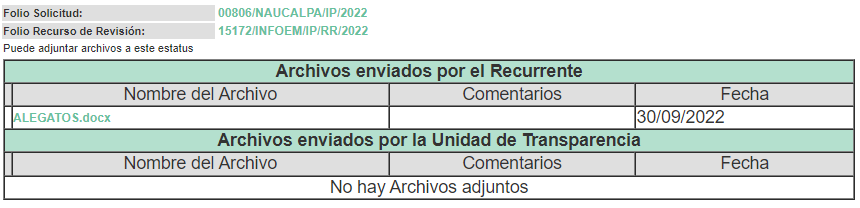 Folio Solicitud: 00806/NAUCALPA/IP/2022
Folio Recurso de Revisión: 15172/INFOEM/IP/RR/2022
Puede adjuntar archivos a este estatus
Archivos enviados por el Recurrente
Nombre del Archivo Comentarios Fecha
ALEGATOS.docx 30/09/2022
Archivos enviados por la Unidad de Transparencia
Nombre del Archivo Comentarios Fecha
No hay Archivos adjuntos